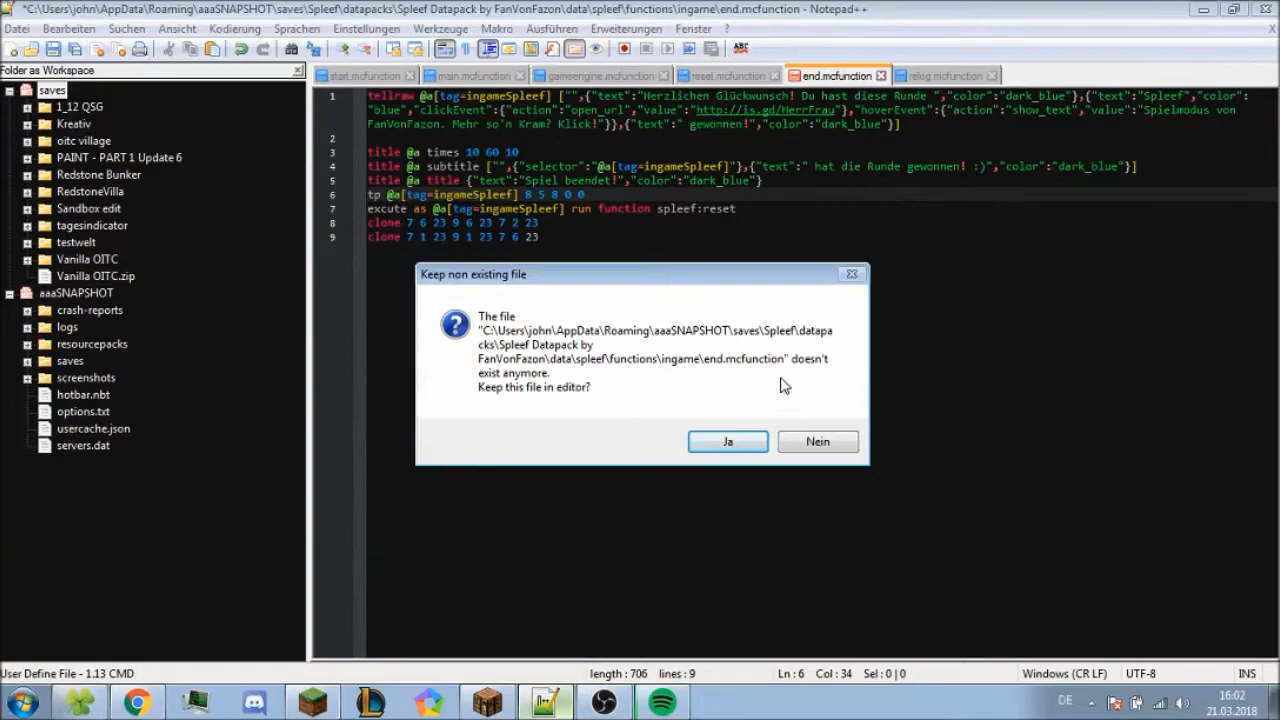 *C:\Users\john\AppData\Roaming\aaaSNAPSHOT\saves\Spleef\datapacks\Spleef Datapack by FanVonFazon\data\spleef\functions\ingame\end.mcfunction - Notepad++
Datei Bearbeiten Suchen Ansicht Kodierung Sprachen Einstellungen Werkzeuge Makro Ausführen Erweiterungen Fenster ?
X
ABC
Folder as Workspace
start.mcfunction main.mcfunction gameengine.mcfunction reset.mcfunction end.mcfunction relog.mcfunction
saves
1_12 QSG
Kreativ
oitc village
PAINT - PART 1 Update 6
Redstone Bunker
RedstoneVilla
Sandbox edit
tagesindicator
testwelt
Vanilla OITC
Vanilla OITC.zip
aaaSNAPSHOT
crash-reports
logs
resourcepacks
saves
screenshots
hotbar.nbt
options.txt
usercache.json
servers.dat
1 tellraw @a[tag=ingameSpleef] ["",{"text":"Herzlichen Glückwunsch! Du hast diese Runde ","color":"dark_blue"},{"text":"Spleef","color":
"blue","clickEvent":{"action":"open_url","value":"http://is.gd/HerrFrau"},"hoverEvent":{"action":"show_text","value":"Spielmodus von
FanVonFazon. Mehr so'n Kram? Klick!"}},{"text":" gewonnen!","color":"dark_blue"}]
2
3 title @a times 10 60 10
4 title @a subtitle ["",{"selector":"@a[tag=ingameSpleef]"},{"text":" hat die Runde gewonnen! :)","color":"dark_blue"}]
5 title @a title {"text":"Spiel beendet!","color":"dark_blue"}
6 tp @a[tag=ingameSpleef] 8 5 8 0 0
7 excute as @a[tag=ingameSpleef] run function spleef:reset
8 clone 7 6 23 9 6 23 7 2 23
9 clone 7 1 23 9 1 23 7 6 23
Keep non existing file
The file
"C:\Users\john\AppData\Roaming\aaaSNAPSHOT\saves\Spleef\datapa
cks\Spleef Datapack by
FanVonFazon\data\spleef\functions\ingame\end.mcfunction" doesn't
exist anymore.
Keep this file in editor?
Ja Nein
User Define File - 1.13 CMD length : 706 lines : 9 Ln : 6 Col : 34 Sel : 0 | 0 Windows (CR LF) UTF-8 INS
DE
16:02
21.03.2018